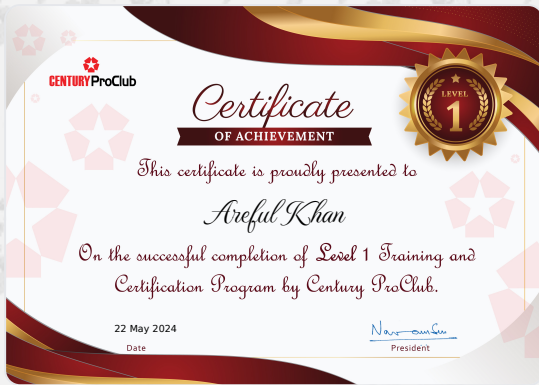 CENTURY ProClub
LEVEL
1
Certificate
OF ACHIEVEMENT
This certificate is proudly presented to
Areful Khan
On the successful completion of Level 1 Training and
Certification Program by Century ProClub.
22 May 2024
Date
President